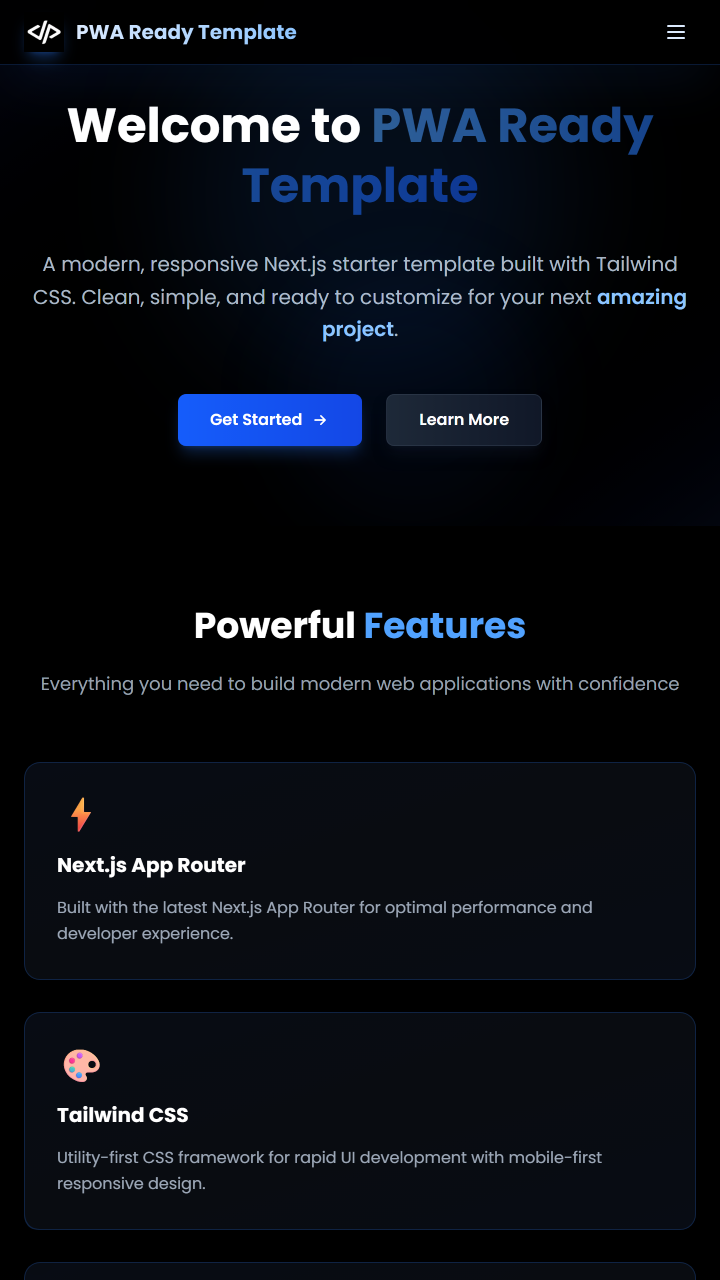 </> PWA Ready Template
Welcome to PWA Ready
Template
A modern, responsive Next.js starter template built with Tailwind
CSS. Clean, simple, and ready to customize for your next amazing
project.
Get Started →
Learn More
Powerful Features
Everything you need to build modern web applications with confidence
Next.js App Router
Built with the latest Next.js App Router for optimal performance and
developer experience.
Tailwind CSS
Utility-first CSS framework for rapid UI development with mobile-first
responsive design.